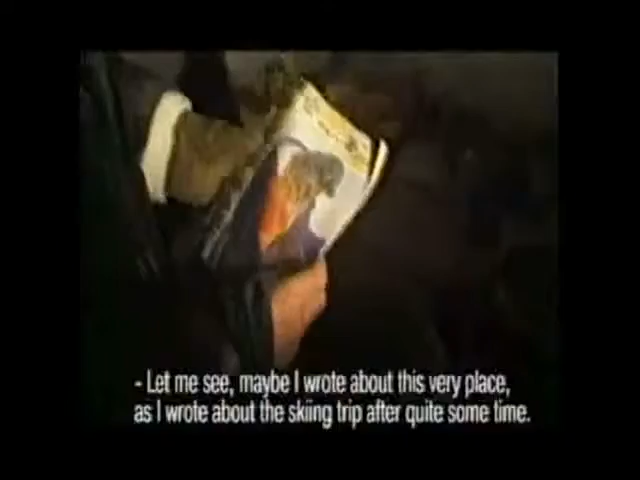 - Let me see, maybe I wrote about this very place,
as I wrote about the skiing trip after quite some time.